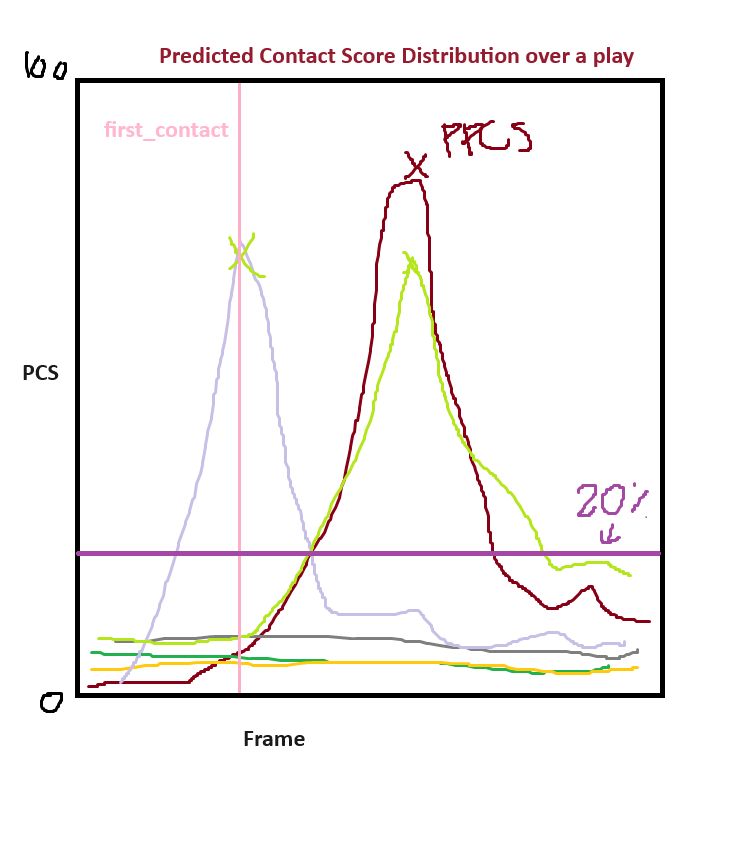 Predicted Contact Score Distribution over a play
100
first_contact
PPCS
PCS
20%
0
Frame